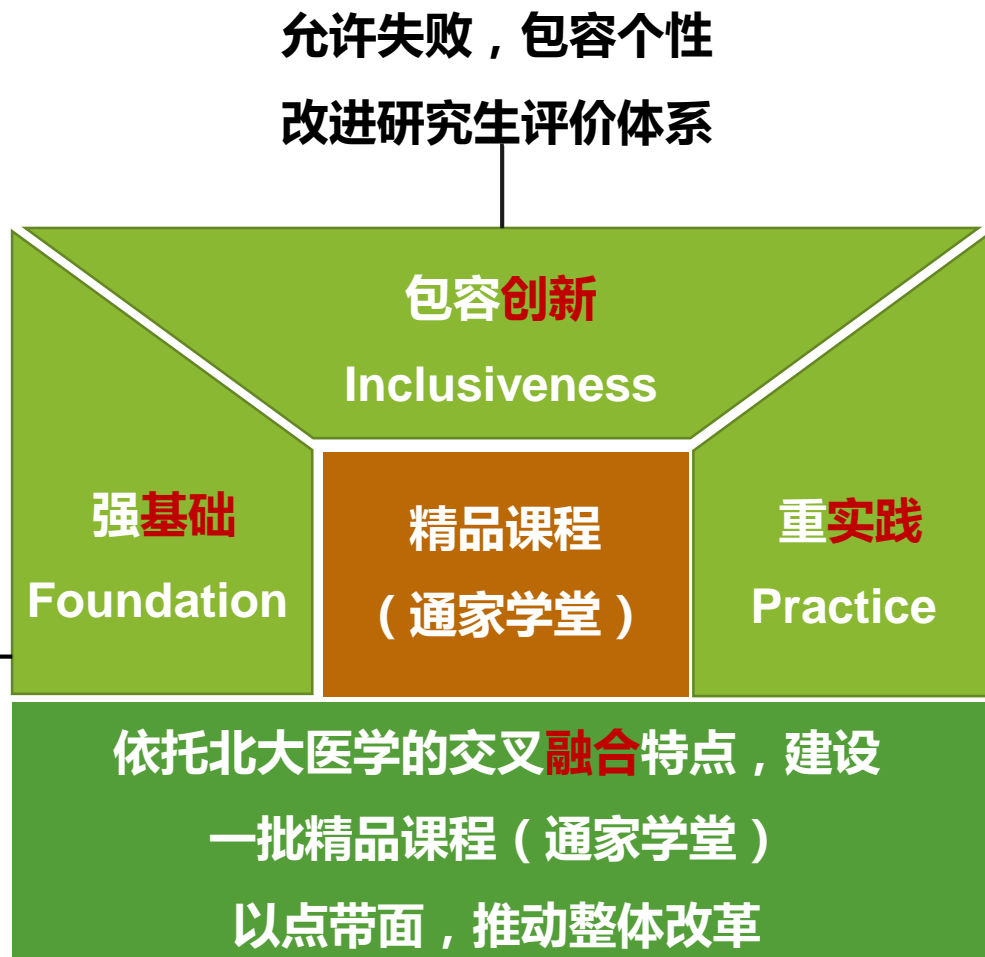 允许失败，包容个性
改进研究生评价体系
包容创新
Inclusiveness
强基础
Foundation
精品课程
（通家学堂）
重实践
Practice
依托北大医学的交叉融合特点，建设
一批精品课程（通家学堂）
以点带面，推动整体改革